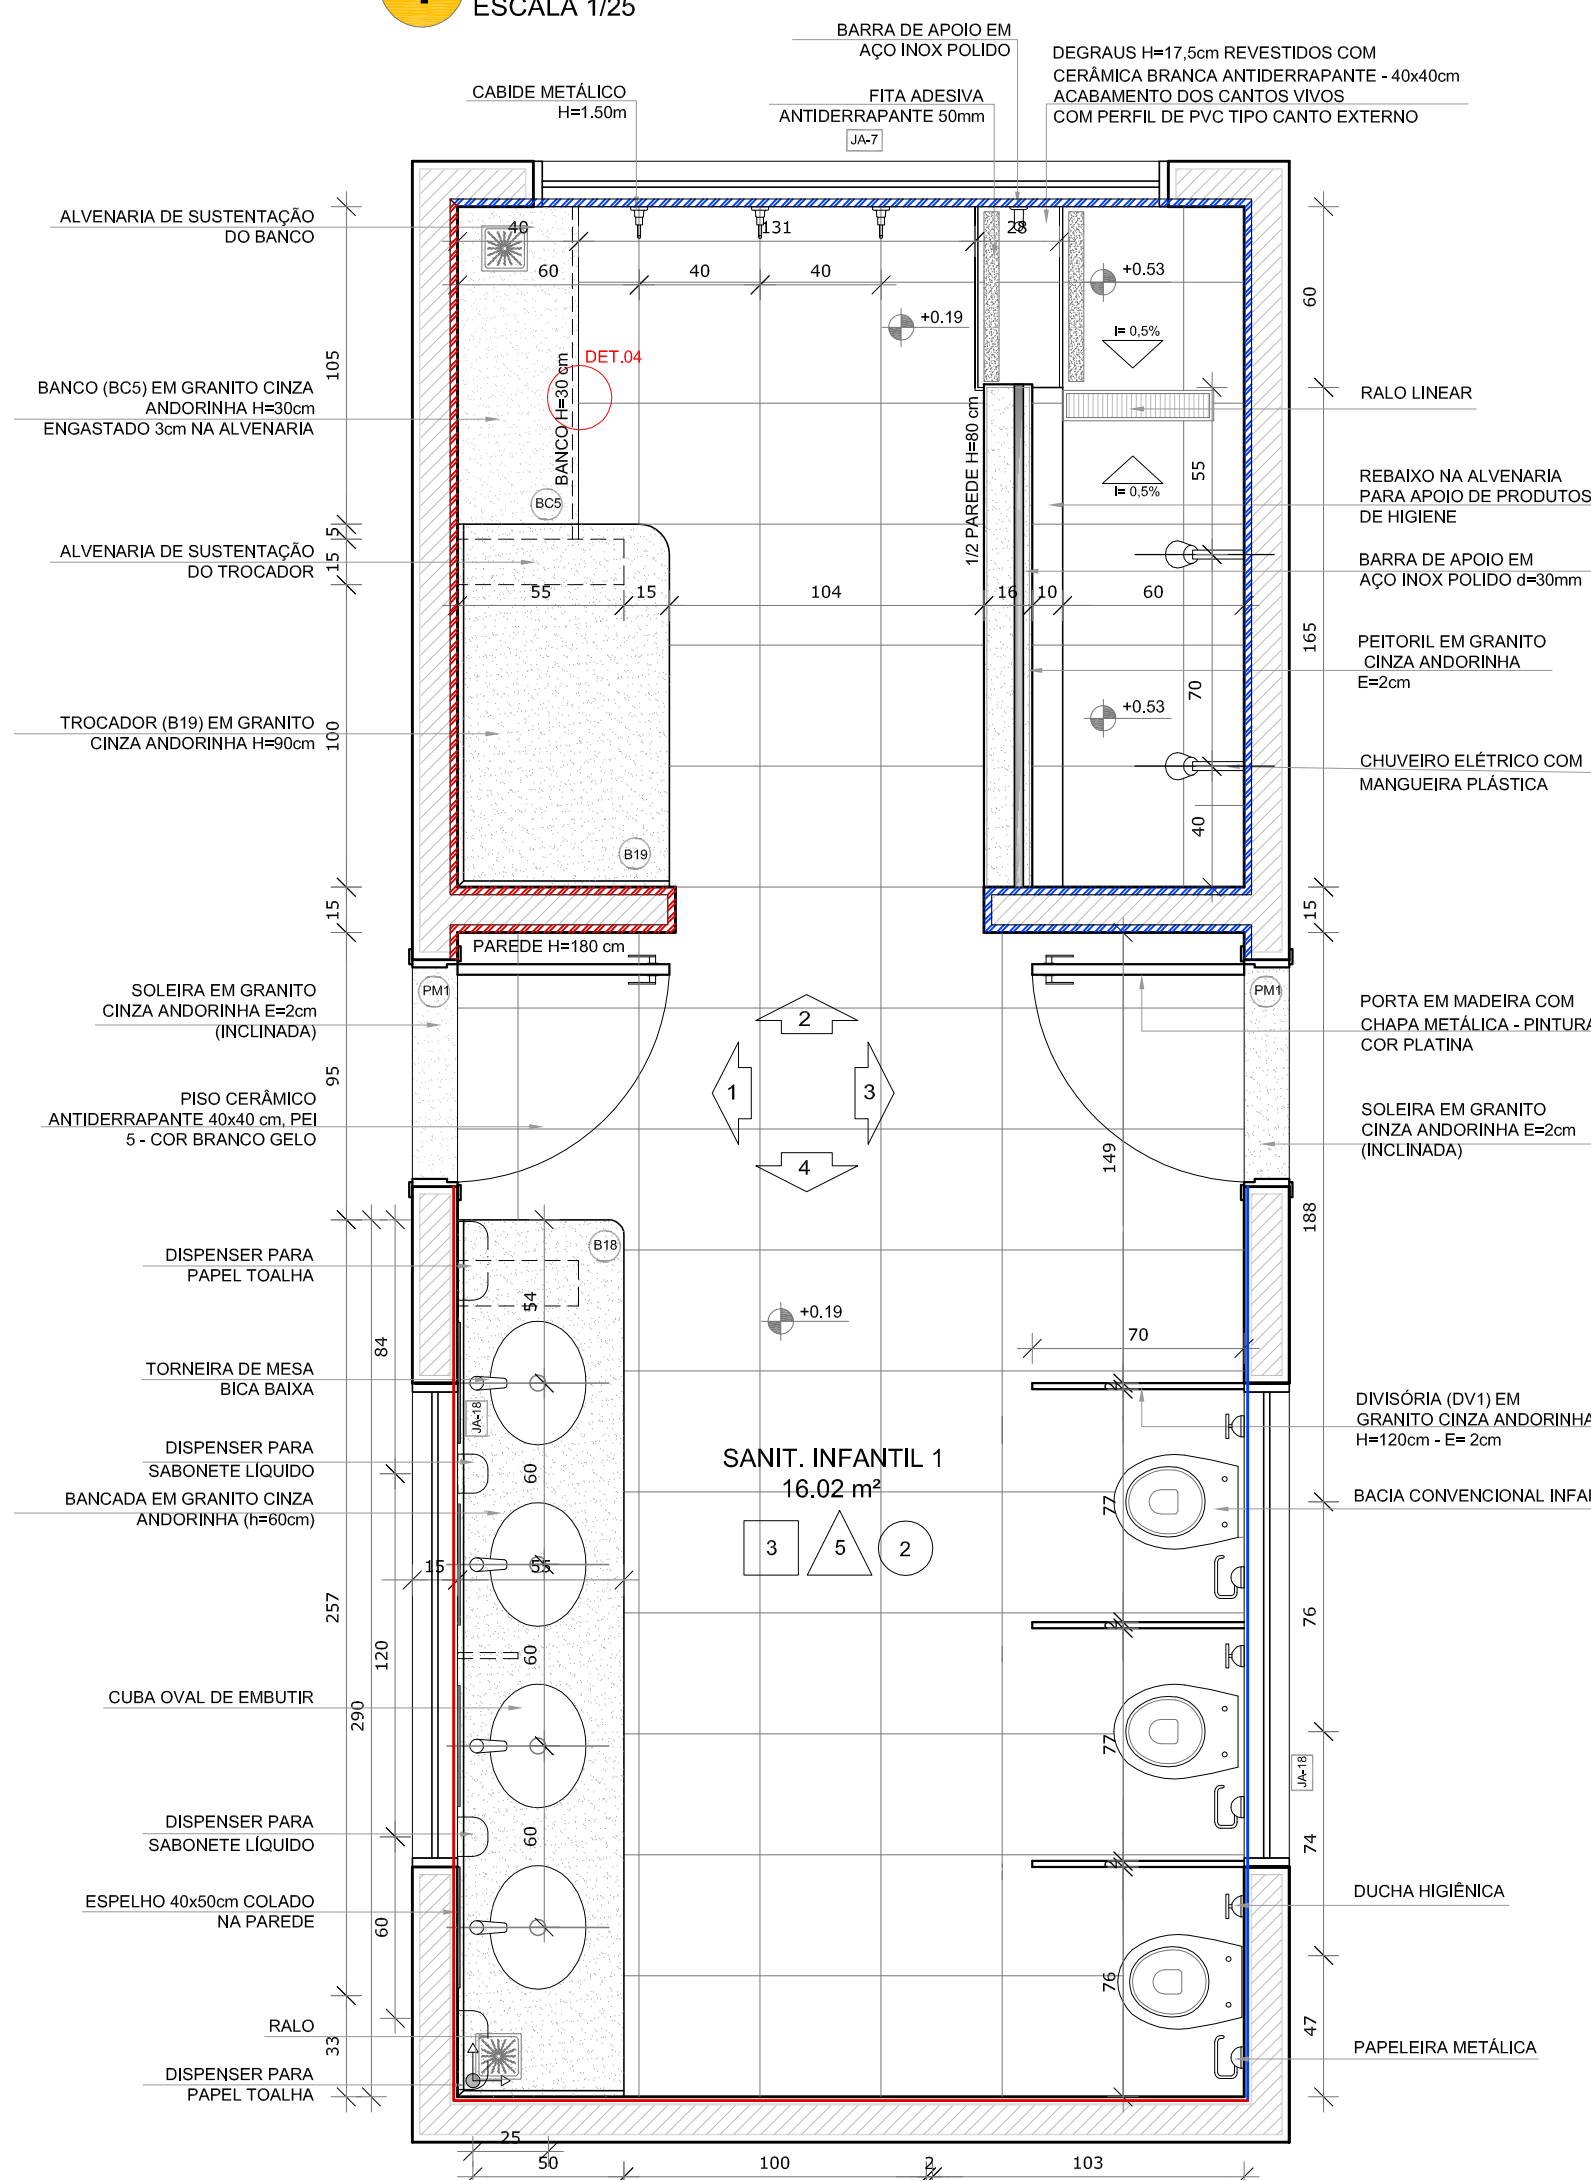 ESCALA 1/25
BARRA DE APOIO EM
AÇO INOX POLIDO
DEGRAUS H=17,5cm REVESTIDOS COM
CERÂMICA BRANCA ANTIDERRAPANTE - 40x40cm
ACABAMENTO DOS CANTOS VIVOS
COM PERFIL DE PVC TIPO CANTO EXTERNO
CABIDE METÁLICO
H=1.50m
FITA ADESIVA
ANTIDERRAPANTE 50mm
JA-7
ALVENARIA DE SUSTENTAÇÃO
DO BANCO
40
131
28
60
40
40
+0.53
+0.19
60
I= 0,5%
105
DET.04
BANCO H=30 cm
BANCO (BC5) EM GRANITO CINZA
ANDORINHA H=30cm
ENGASTADO 3cm NA ALVENARIA
RALO LINEAR
1/2 PAREDE H=80 cm
55
I= 0,5%
REBAIXO NA ALVENARIA
PARA APOIO DE PRODUTOS
DE HIGIENE
BC5
5
15
ALVENARIA DE SUSTENTAÇÃO
DO TROCADOR
BARRA DE APOIO EM
AÇO INOX POLIDO d=30mm
55
15
104
16
10
60
165
PEITORIL EM GRANITO
CINZA ANDORINHA
E=2cm
70
+0.53
TROCADOR (B19) EM GRANITO
CINZA ANDORINHA H=90cm
100
CHUVEIRO ELÉTRICO COM
MANGUEIRA PLÁSTICA
40
B19
15
15
PAREDE H=180 cm
PM1
PM1
SOLEIRA EM GRANITO
CINZA ANDORINHA E=2cm
(INCLINADA)
PORTA EM MADEIRA COM
CHAPA METÁLICA - PINTURA
COR PLATINA
2
1
3
4
95
PISO CERÂMICO
ANTIDERRAPANTE 40x40 cm, PEI
5 - COR BRANCO GELO
SOLEIRA EM GRANITO
CINZA ANDORINHA E=2cm
(INCLINADA)
149
188
B18
DISPENSER PARA
PAPEL TOALHA
54
+0.19
84
70
TORNEIRA DE MESA
BICA BAIXA
2
JA-18
DIVISÓRIA (DV1) EM
GRANITO CINZA ANDORINHA
H=120cm - E= 2cm
DISPENSER PARA
SABONETE LÍQUIDO
60
SANIT. INFANTIL 1
16.02 m²
BANCADA EM GRANITO CINZA
ANDORINHA (h=60cm)
77
3
5
2
15
55
257
76
120
60
2
CUBA OVAL DE EMBUTIR
290
77
JA-18
DISPENSER PARA
SABONETE LÍQUIDO
60
74
2
ESPELHO 40x50cm COLADO
NA PAREDE
60
DUCHA HIGIÊNICA
76
RALO
33
47
PAPELEIRA METÁLICA
DISPENSER PARA
PAPEL TOALHA
25
50
100
2
103